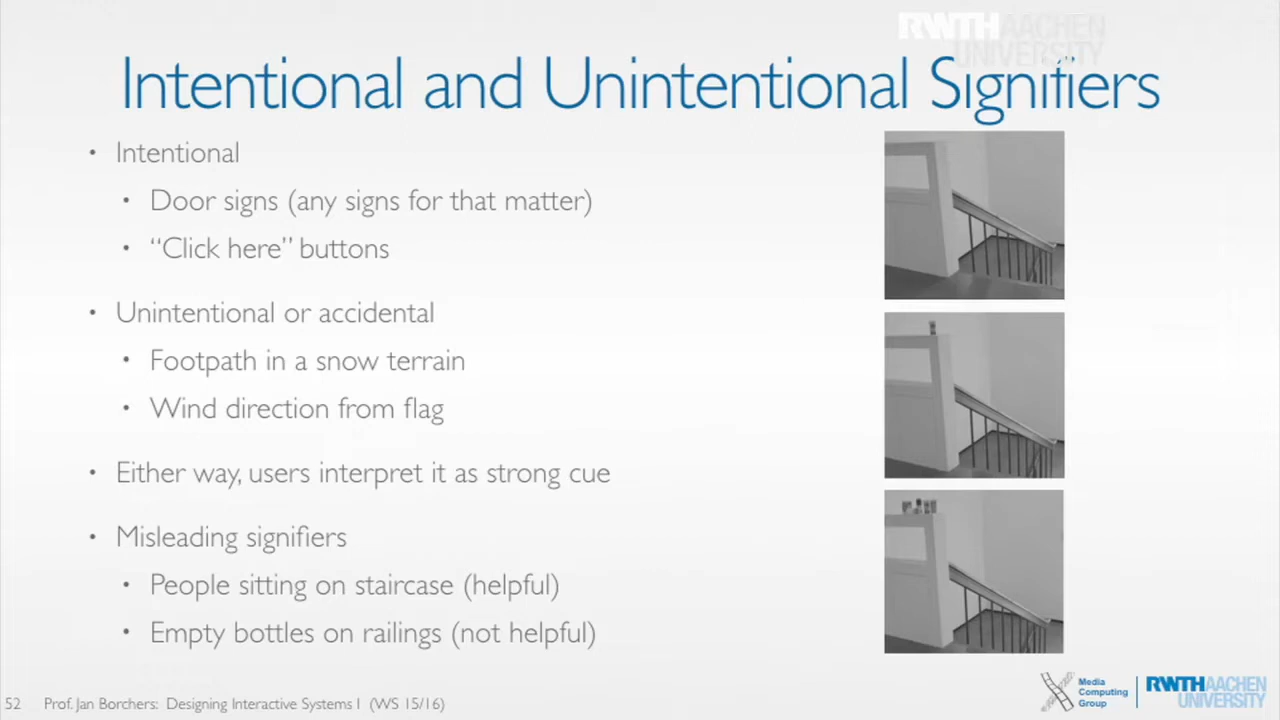 RWTH AACHEN
UNIVERSITY
Intentional and Unintentional Signifiers
• Intentional
• Door signs (any signs for that matter)
• “Click here” buttons
• Unintentional or accidental
• Footpath in a snow terrain
• Wind direction from flag
• Either way, users interpret it as strong cue
• Misleading signifiers
• People sitting on staircase (helpful)
• Empty bottles on railings (not helpful)
52 Prof. Jan Borchers: Designing Interactive Systems I (WS 15/16)
Media
Computing
Group
RWTH AACHEN
UNIVERSITY